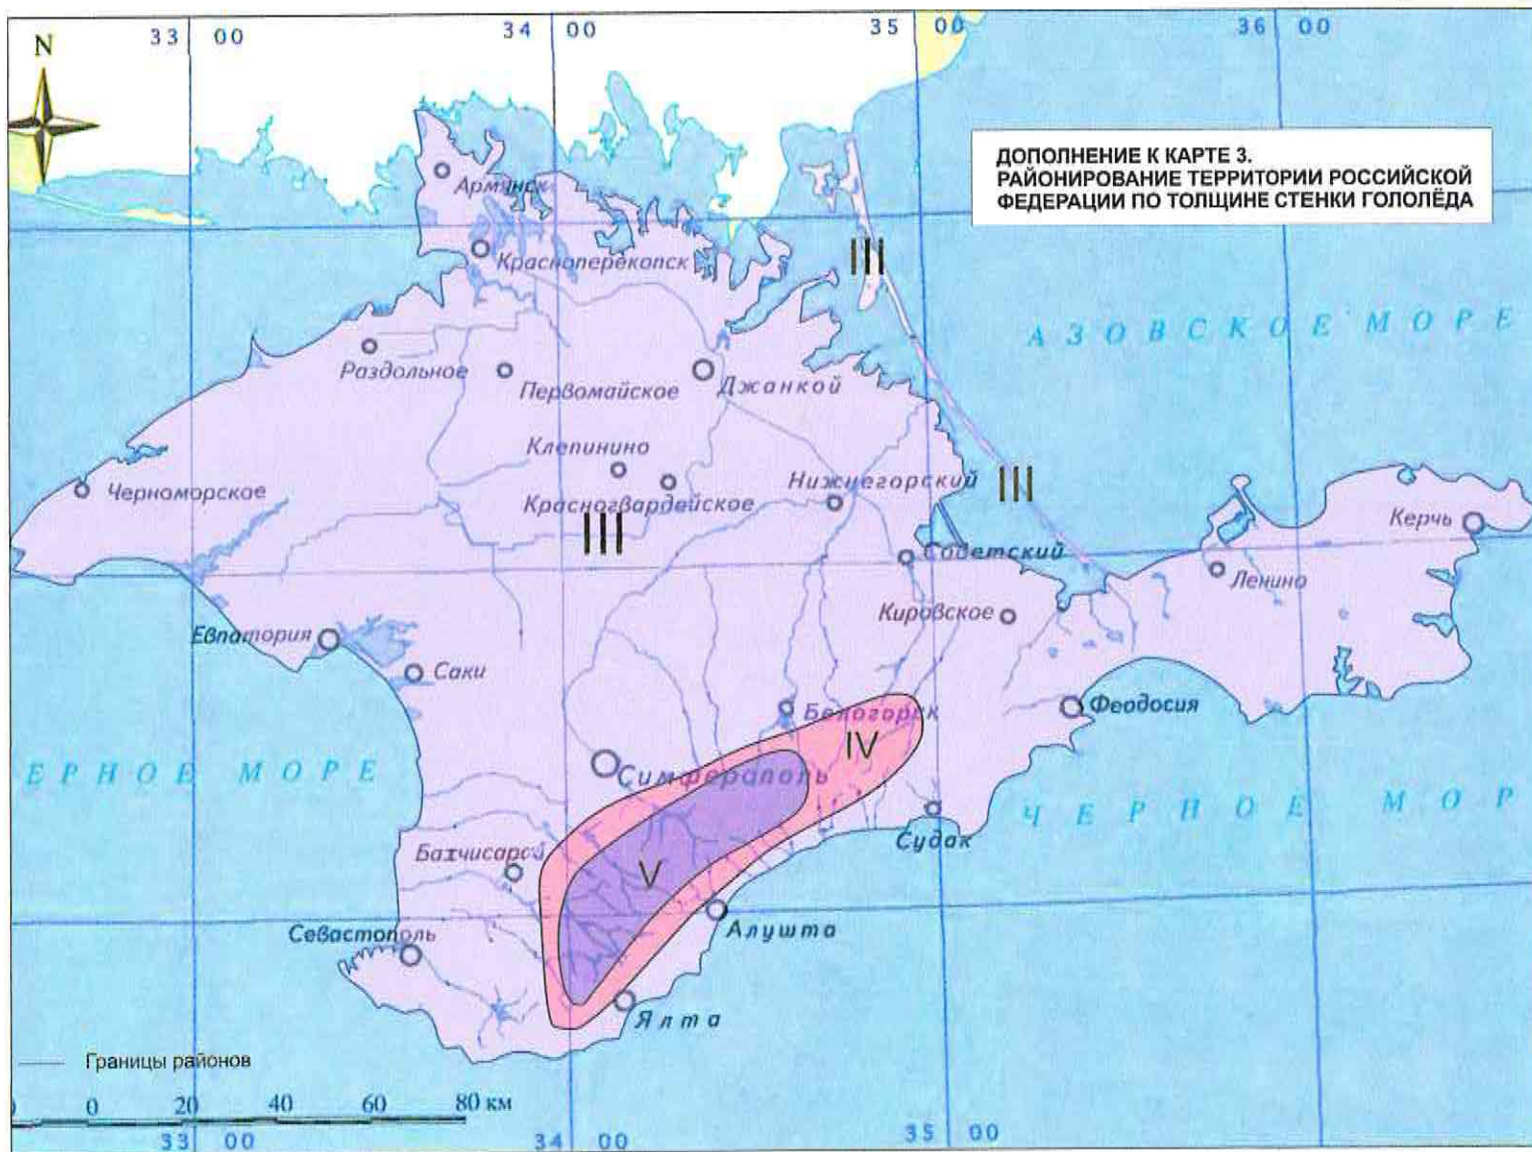 33 00
34 00
35 00
36 00
N
ДОПОЛНЕНИЕ К КАРТЕ 3.
РАЙОНИРОВАНИЕ ТЕРРИТОРИИ РОССИЙСКОЙ
ФЕДЕРАЦИИ ПО ТОЛЩИНЕ СТЕНКИ ГОЛОЛЁДА
Армянск
Красноперекопск
III
АЗОВСКОЕ МОРЕ
Раздольное
Первомайское
Джанкой
Клепинино
Черноморское
Красногвардейское
Нижнегорский
III
III
Керчь
Советский
Ленино
Кировское
Евпатория
Саки
Белогорск
Феодосия
IV
ЕРНОЕ МОРЕ
Симферополь
ЧЕРНОЕ МОР
Судак
Бахчисарай
V
Севастополь
Алушта
Ялта
Границы районов
0 20 40 60 80 км
33 00
34 00
35 00